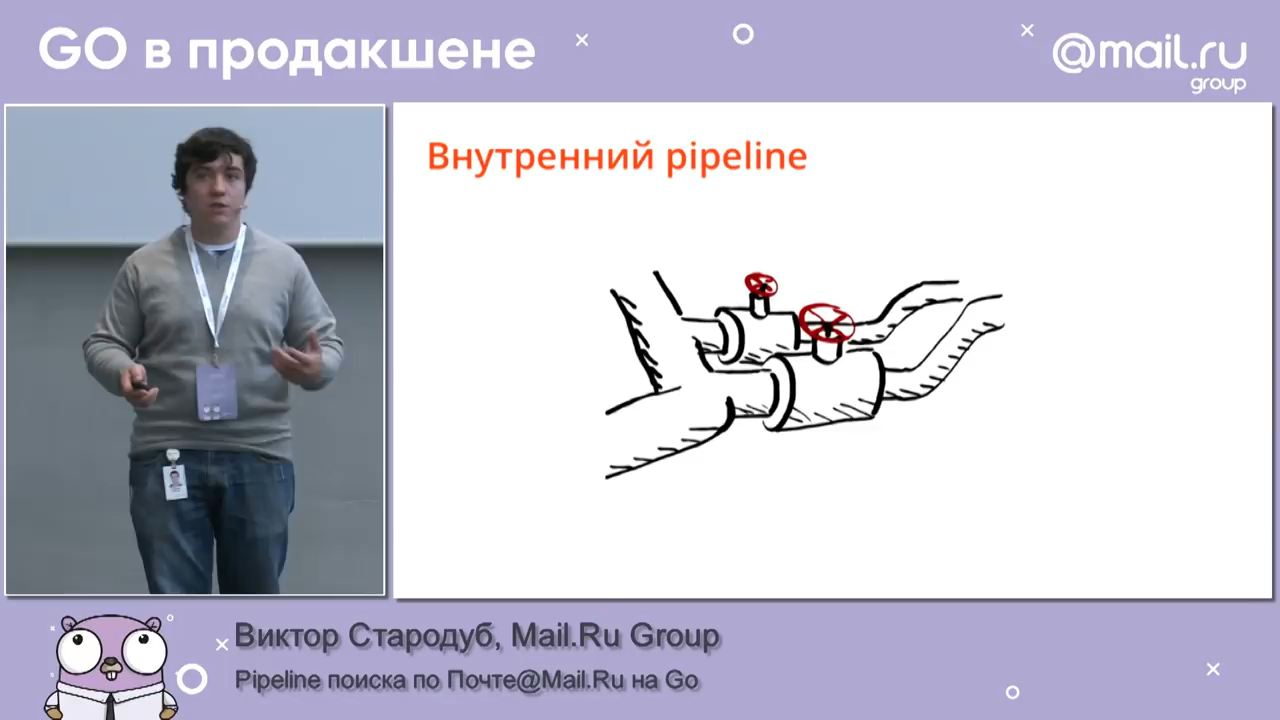 GO в продакшене
@mail.ru
group
Внутренний pipeline
Виктор Стародуб, Mail.Ru Group
Pipeline поиска по Почте@Mail.Ru на Go